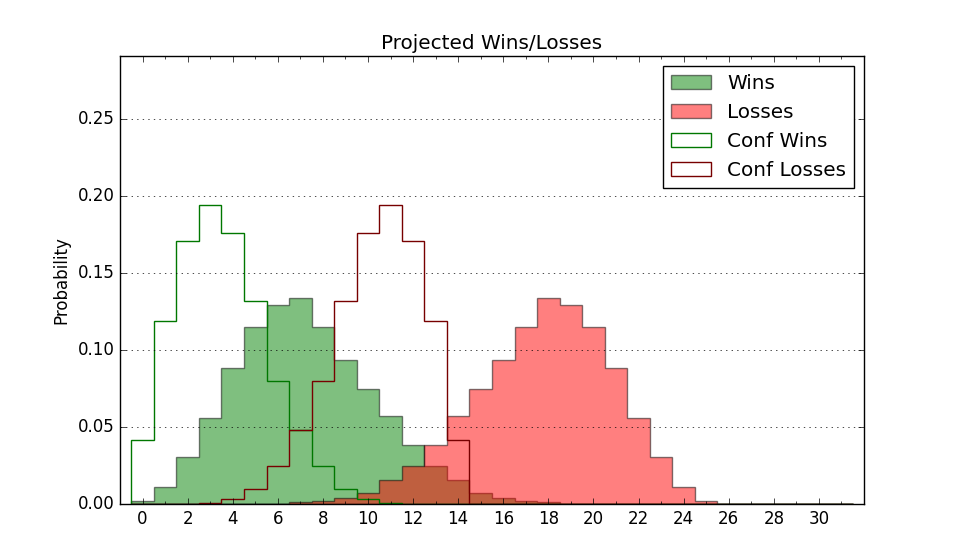 Projected Wins/Losses
Wins
Losses
Conf Wins
Conf Losses
Probability
0.25
0.20
0.15
0.10
0.05
0.00
0 2 4 6 8 10 12 14 16 18 20 22 24 26 28 30